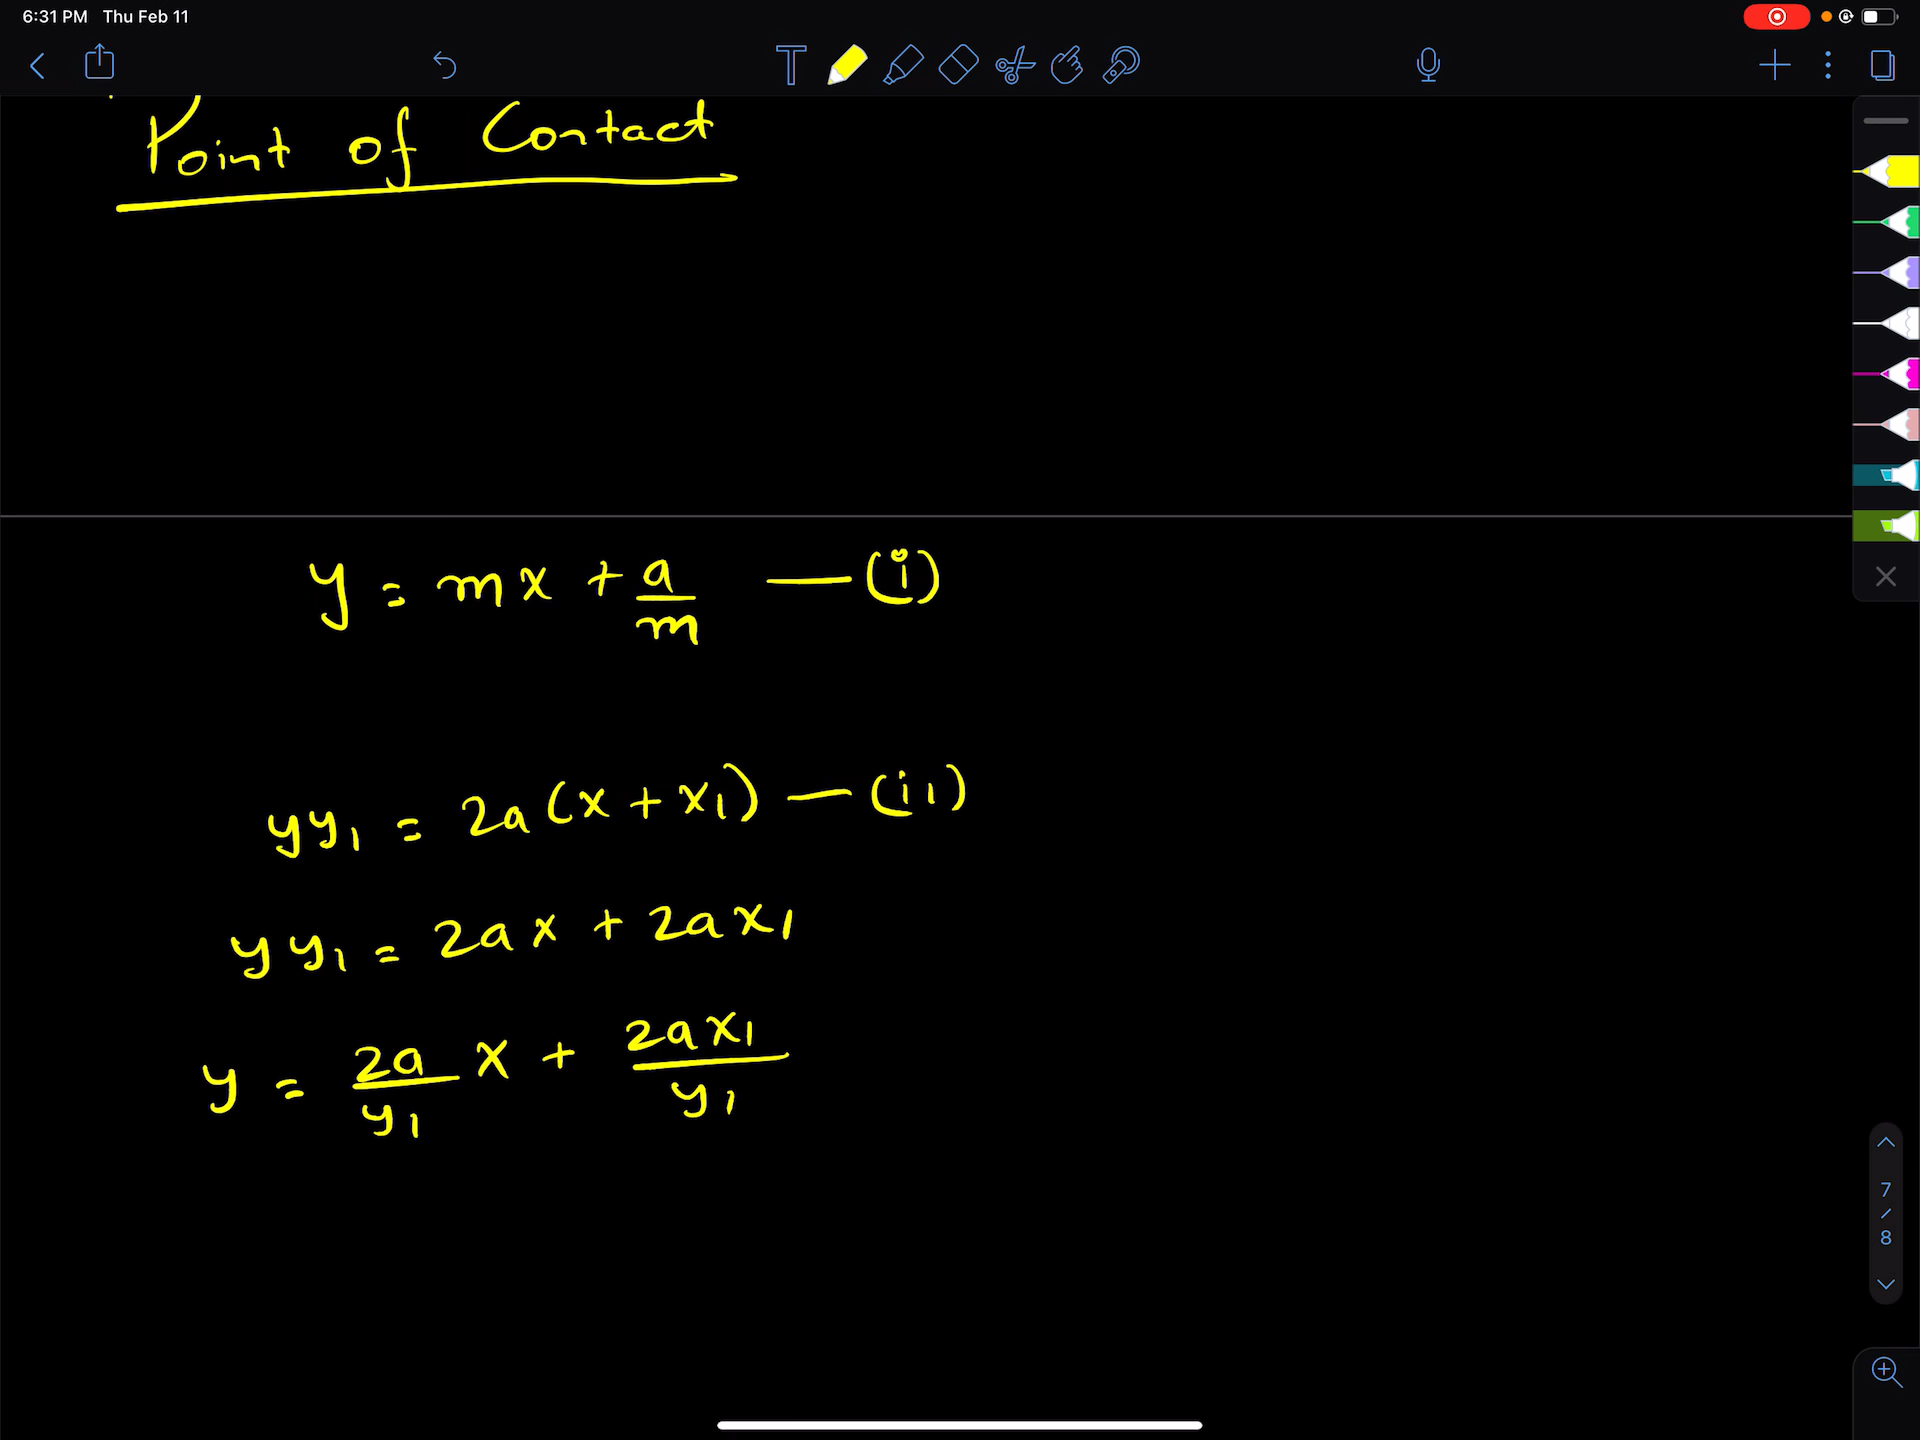 6:31 PM Thu Feb 11
T
Point of Contact
y = mx + a/m — (i)
yy₁ = 2a(x + x₁) — (i1)
yy₁ = 2ax + 2ax₁
y = 2a/y₁ x + 2ax₁/y₁
7
/
8